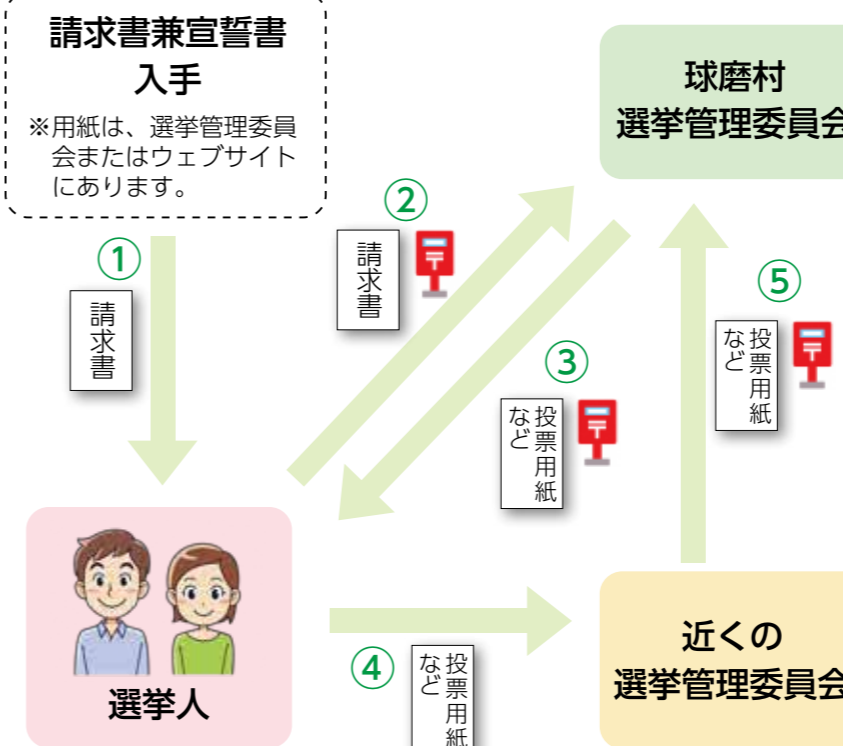 請求書兼宣誓書
入手
※用紙は、選挙管理委員
会またはウェブサイト
にあります。
球磨村
選挙管理委員会
①
請求書
②
請求書
〒
③
投票用紙
など
〒
⑤
投票用紙
など
〒
選挙人
④
投票用紙
など
近くの
選挙管理委員会